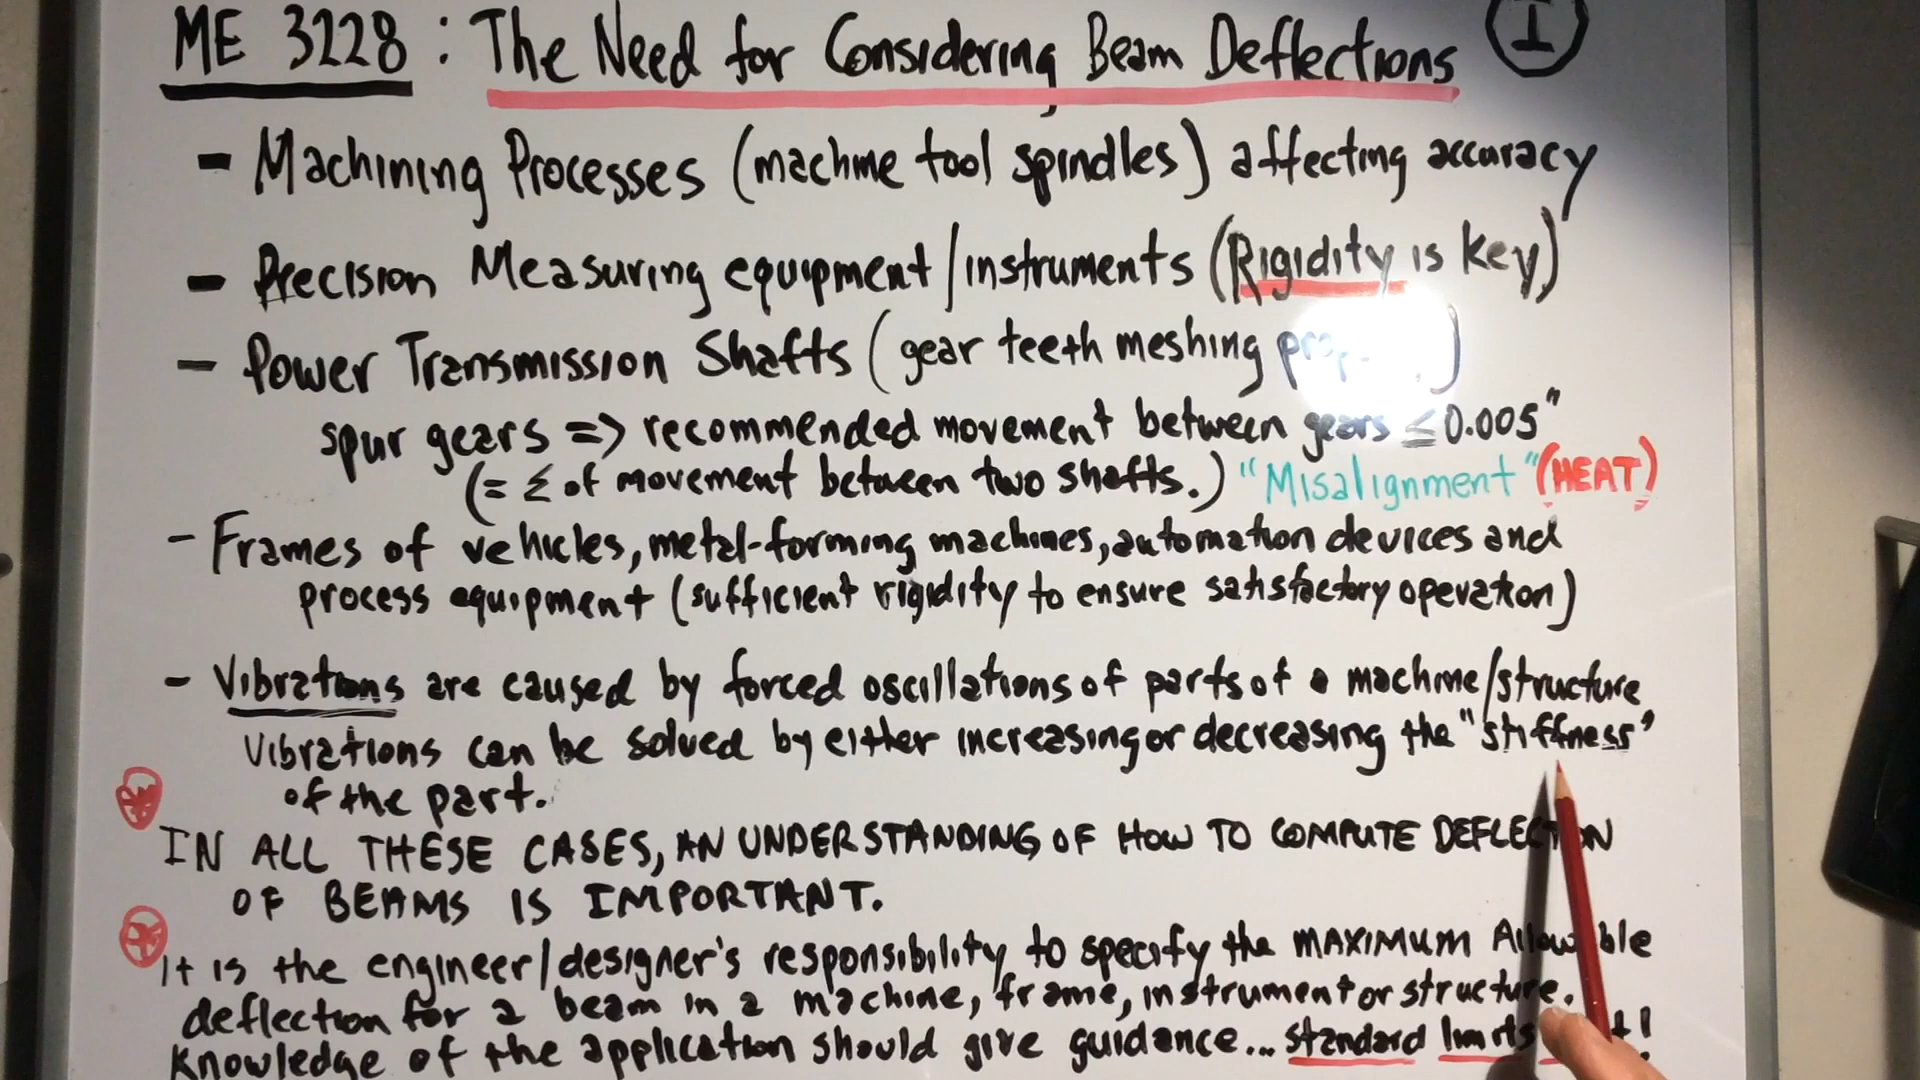 ME 3228 : The Need for Considering Beam Deflections I
- Machining Processes (machine tool spindles) affecting accuracy
- Precision Measuring equipment/instruments (Rigidity is key)
- Power Transmission Shafts (gear teeth meshing )
spur gears => recommended movement between gears ≤ 0.005"
(= Σ of movement between two shafts.) "Misalignment" (HEAT)
- Frames of vehicles, metal-forming machines, automation devices and
process equipment (sufficient rigidity to ensure satisfactory operation)
- Vibrations are caused by forced oscillations of parts of a machine/structure
Vibrations can be solved by either increasing or decreasing the "stiffness"
of the part.
IN ALL THESE CASES, AN UNDERSTANDING OF HOW TO COMPUTE DEFLECTION
OF BEAMS IS IMPORTANT.
It is the engineer/designer's responsibility to specify the MAXIMUM Allowable
deflection for a beam in a machine, frame, instrument or structure.
Knowledge of the application should give guidance... standard limits